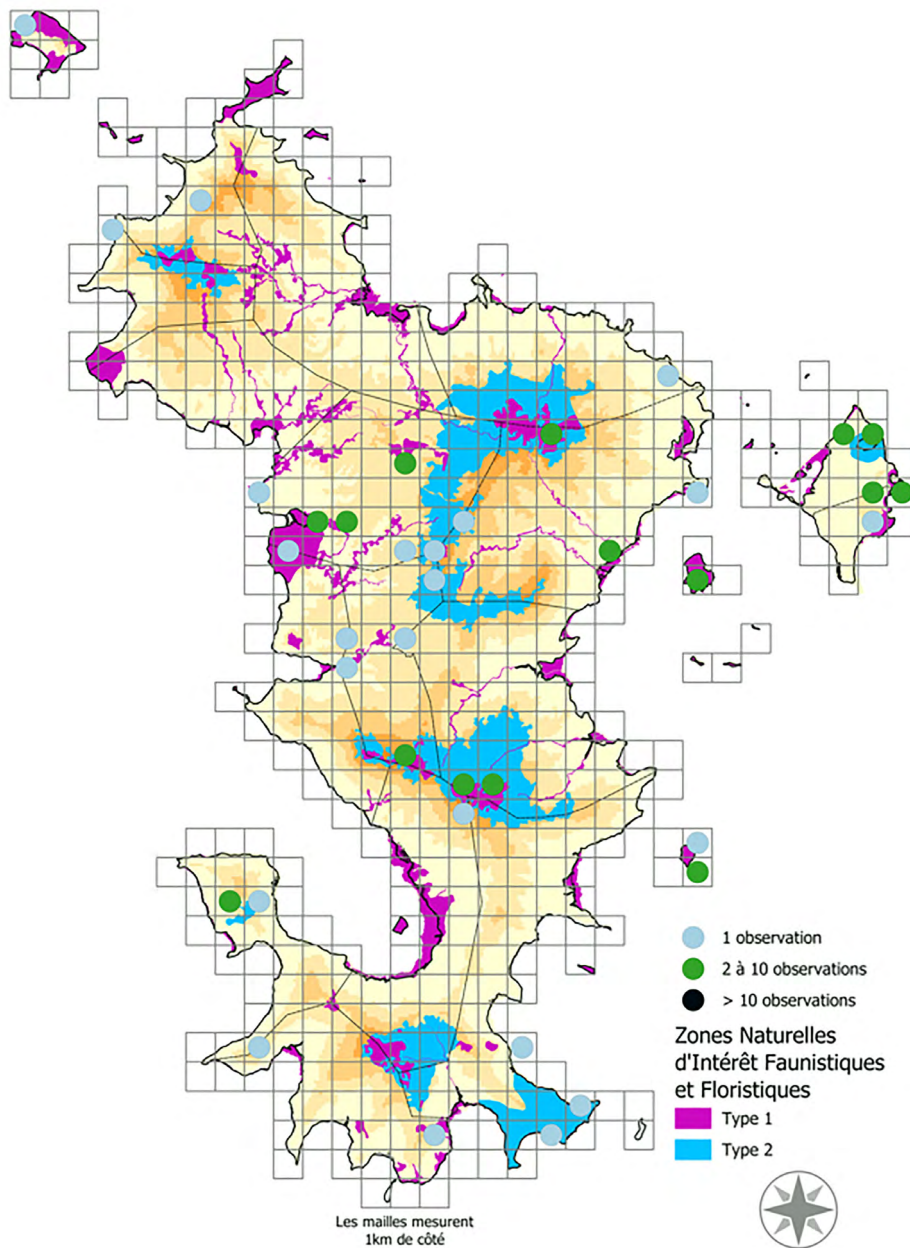 1 observation
2 à 10 observations
> 10 observations
Zones Naturelles
d'Intérêt Faunistiques
et Floristiques
Type 1
Type 2
Les mailles mesurent
1km de côté